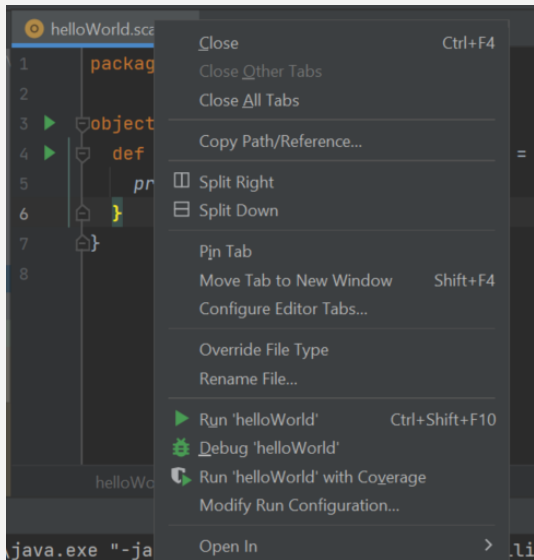 helloWorld.sca
1 packag
2
3 object
4 def =
5 pr
6 }
7 }
8
Close Ctrl+F4
Close Other Tabs
Close All Tabs
Copy Path/Reference...
Split Right
Split Down
Pin Tab
Move Tab to New Window Shift+F4
Configure Editor Tabs...
Override File Type
Rename File...
Run 'helloWorld' Ctrl+Shift+F10
Debug 'helloWorld'
Run 'helloWorld' with Coverage
Modify Run Configuration...
Open In
helloWo
\java.exe "-ja lli